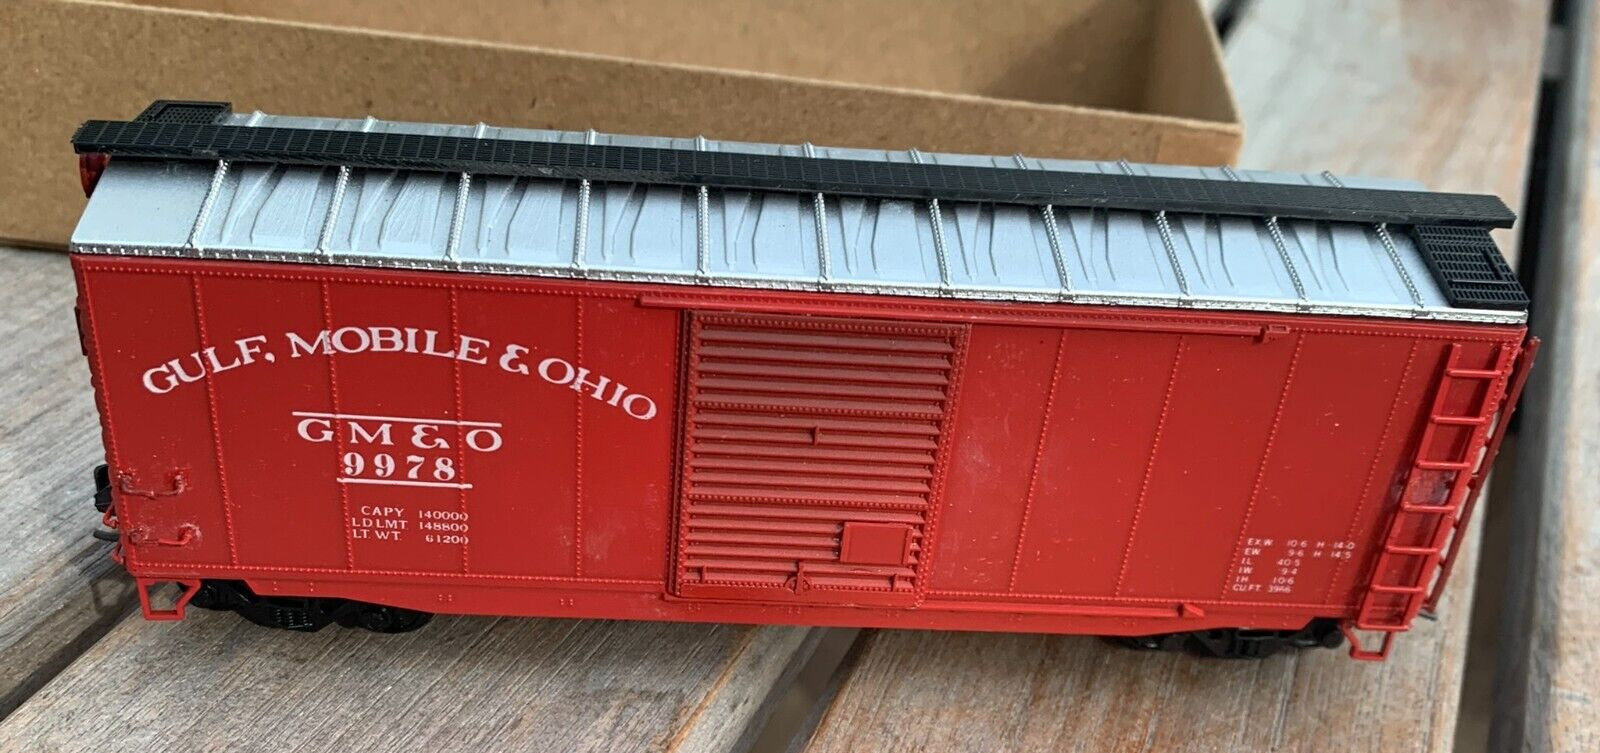 GULF, MOBILE & OHIO
GM&O
9978
CAPY 140000
LD LMT. 148800
LT. WT. 61200
EX.W 10-6 H 14-0
EW 9-6 H 14-5
IL 40-5
IW 9-4
IH 10-6
CU.FT. 3966